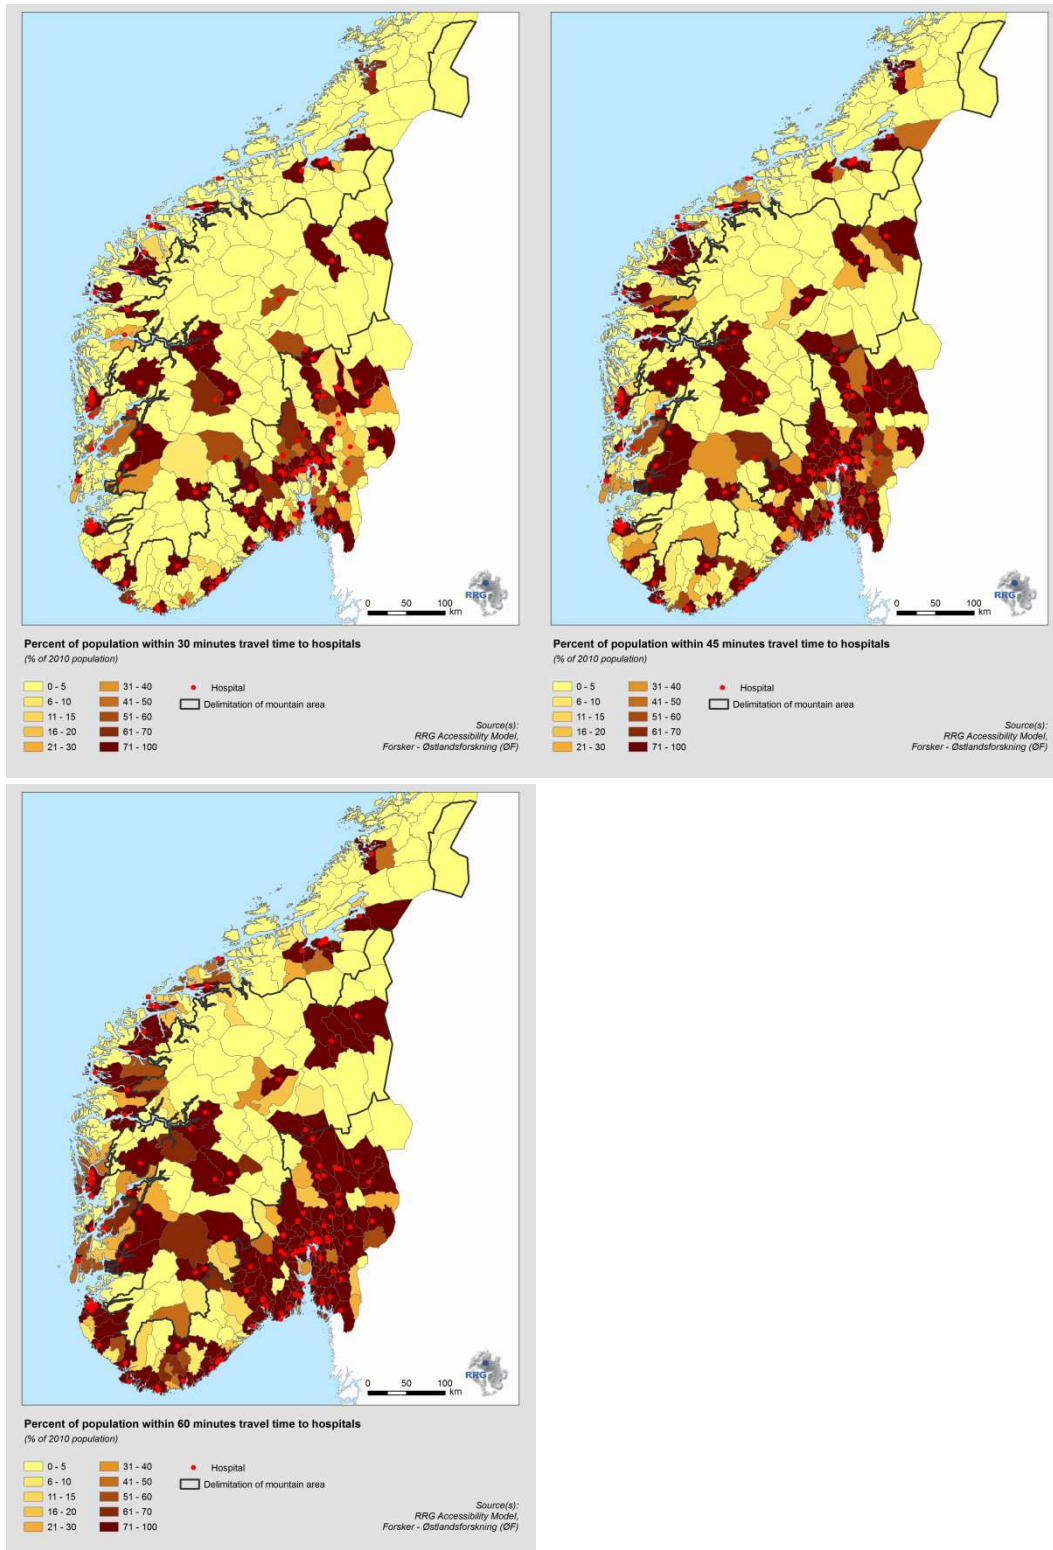 RRG
0 50 100
km
Percent of population within 30 minutes travel time to hospitals
(% of 2010 population)
0 - 5
6 - 10
11 - 15
16 - 20
21 - 30
31 - 40
41 - 50
51 - 60
61 - 70
71 - 100
Hospital
Delimitation of mountain area
Source(s):
RRG Accessibility Model,
Forsker - Østlandsforskning (ØF)
RRG
0 50 100
km
Percent of population within 45 minutes travel time to hospitals
(% of 2010 population)
0 - 5
6 - 10
11 - 15
16 - 20
21 - 30
31 - 40
41 - 50
51 - 60
61 - 70
71 - 100
Hospital
Delimitation of mountain area
Source(s):
RRG Accessibility Model,
Forsker - Østlandsforskning (ØF)
RRG
0 50 100
km
Percent of population within 60 minutes travel time to hospitals
(% of 2010 population)
0 - 5
6 - 10
11 - 15
16 - 20
21 - 30
31 - 40
41 - 50
51 - 60
61 - 70
71 - 100
Hospital
Delimitation of mountain area
Source(s):
RRG Accessibility Model,
Forsker - Østlandsforskning (ØF)